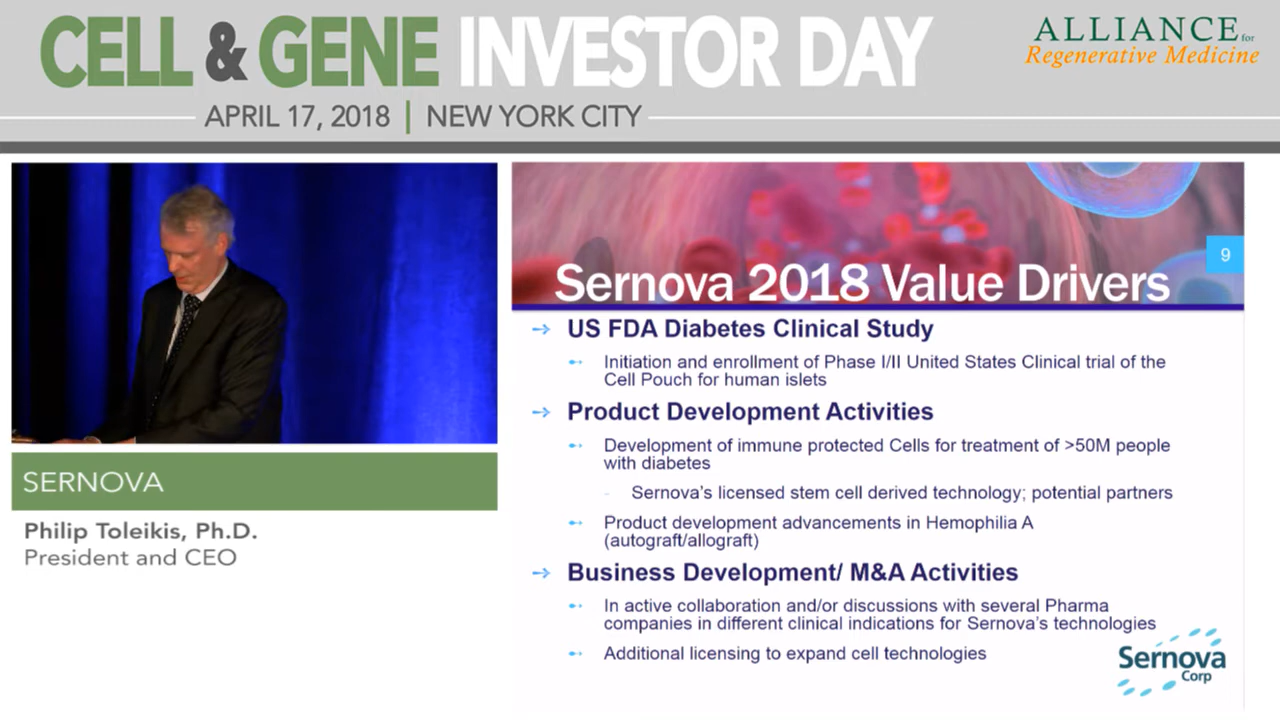 CELL & GENE INVESTOR DAY
APRIL 17, 2018 | NEW YORK CITY
ALLIANCE for
Regenerative Medicine
SERNOVA
Philip Toleikis, Ph.D.
President and CEO
9
Sernova 2018 Value Drivers
US FDA Diabetes Clinical Study
Initiation and enrollment of Phase I/II United States Clinical trial of the
Cell Pouch for human islets
Product Development Activities
Development of immune protected Cells for treatment of >50M people
with diabetes
- Sernova's licensed stem cell derived technology; potential partners
Product development advancements in Hemophilia A
(autograft/allograft)
Business Development/ M&A Activities
In active collaboration and/or discussions with several Pharma
companies in different clinical indications for Sernova's technologies
Additional licensing to expand cell technologies
Sernova
Corp